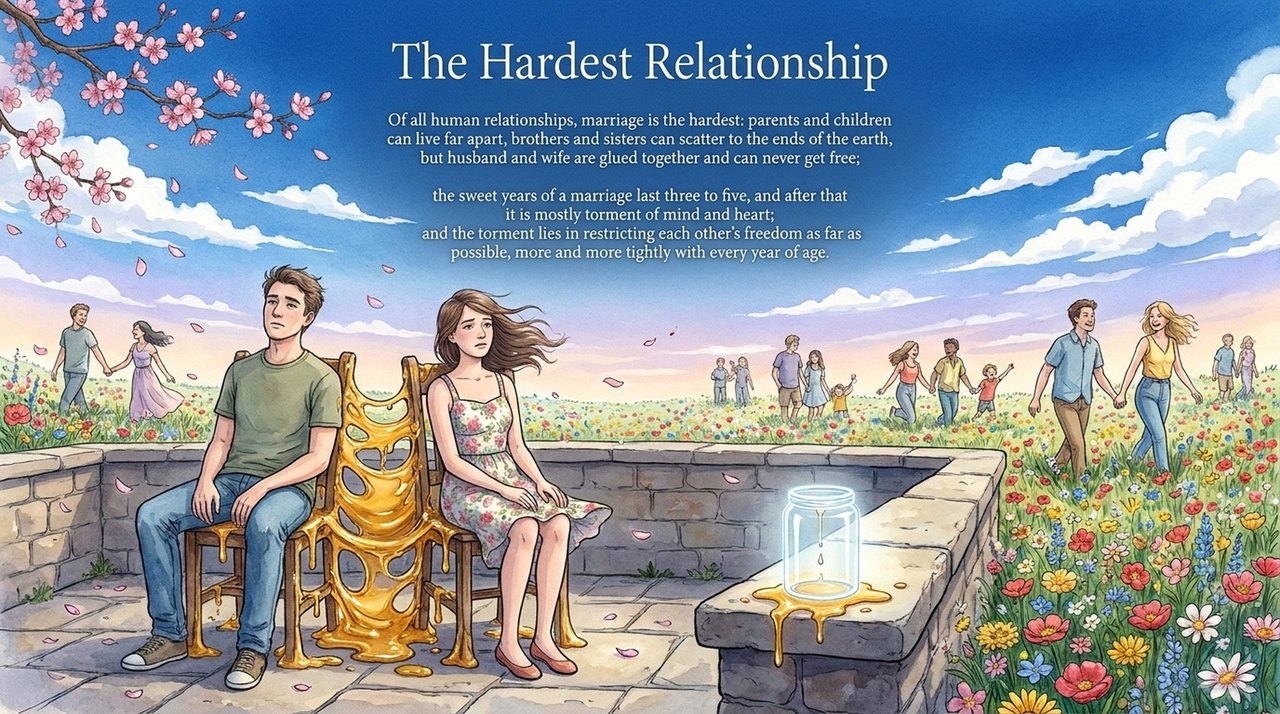 The Hardest Relationship
Of all human relationships, marriage is the hardest: parents and children
can live far apart, brothers and sisters can scatter to the ends of the earth,
but husband and wife are glued together and can never get free;
the sweet years of a marriage last three to five, and after that
it is mostly torment of mind and heart;
and the torment lies in restricting each other's freedom as far as
possible, more and more tightly with every year of age.